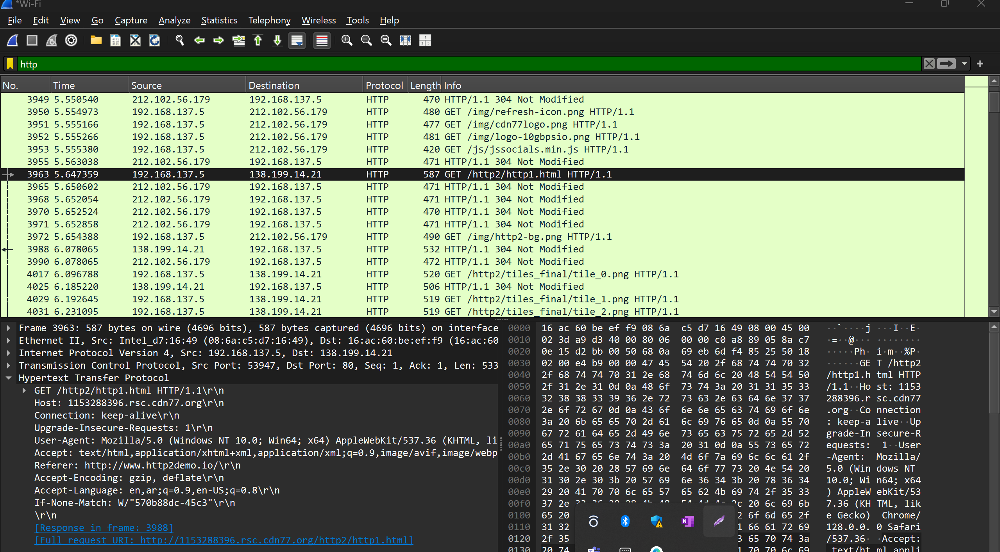 *Wi-Fi
File Edit View Go Capture Analyze Statistics Telephony Wireless Tools Help
http
No. Time Source Destination Protocol Length Info
3949 5.550540 212.102.56.179 192.168.137.5 HTTP 470 HTTP/1.1 304 Not Modified
3950 5.554973 192.168.137.5 212.102.56.179 HTTP 480 GET /img/refresh-icon.png HTTP/1.1
3951 5.555166 192.168.137.5 212.102.56.179 HTTP 477 GET /img/cdn77logo.png HTTP/1.1
3952 5.555266 192.168.137.5 212.102.56.179 HTTP 481 GET /img/logo-10gbpsio.png HTTP/1.1
3953 5.555380 192.168.137.5 212.102.56.179 HTTP 420 GET /js/jssocials.min.js HTTP/1.1
3955 5.563038 212.102.56.179 192.168.137.5 HTTP 471 HTTP/1.1 304 Not Modified
3963 5.647359 192.168.137.5 138.199.14.21 HTTP 587 GET /http2/http1.html HTTP/1.1
3965 5.650602 212.102.56.179 192.168.137.5 HTTP 471 HTTP/1.1 304 Not Modified
3968 5.652054 212.102.56.179 192.168.137.5 HTTP 471 HTTP/1.1 304 Not Modified
3970 5.652524 212.102.56.179 192.168.137.5 HTTP 470 HTTP/1.1 304 Not Modified
3971 5.652858 212.102.56.179 192.168.137.5 HTTP 471 HTTP/1.1 304 Not Modified
3972 5.654388 192.168.137.5 212.102.56.179 HTTP 490 GET /img/http2-bg.png HTTP/1.1
3988 6.078065 138.199.14.21 192.168.137.5 HTTP 532 HTTP/1.1 304 Not Modified
3990 6.078065 212.102.56.179 192.168.137.5 HTTP 472 HTTP/1.1 304 Not Modified
4017 6.096788 192.168.137.5 138.199.14.21 HTTP 520 GET /http2/tiles_final/tile_0.png HTTP/1.1
4025 6.185220 138.199.14.21 192.168.137.5 HTTP 506 HTTP/1.1 304 Not Modified
4029 6.192645 192.168.137.5 138.199.14.21 HTTP 519 GET /http2/tiles_final/tile_1.png HTTP/1.1
4031 6.231095 192.168.137.5 138.199.14.21 HTTP 519 GET /http2/tiles_final/tile_2.png HTTP/1.1
Frame 3963: 587 bytes on wire (4696 bits), 587 bytes captured (4696 bits) on interface
Ethernet II, Src: Intel_d7:16:49 (08:6a:c5:d7:16:49), Dst: 16:ac:60:be:ef:f9 (16:ac:60
Internet Protocol Version 4, Src: 192.168.137.5, Dst: 138.199.14.21
Transmission Control Protocol, Src Port: 53947, Dst Port: 80, Seq: 1, Ack: 1, Len: 533
Hypertext Transfer Protocol
GET /http2/http1.html HTTP/1.1\r\n
Host: 1153288396.rsc.cdn77.org\r\n
Connection: keep-alive\r\n
Upgrade-Insecure-Requests: 1\r\n
User-Agent: Mozilla/5.0 (Windows NT 10.0; Win64; x64) AppleWebKit/537.36 (KHTML, li
Accept: text/html,application/xhtml+xml,application/xml;q=0.9,image/avif,image/webp
Referer: http://www.http2demo.io/\r\n
Accept-Encoding: gzip, deflate\r\n
Accept-Language: en,ar;q=0.9,en-US;q=0.8\r\n
If-None-Match: W/"570b88dc-45c3"\r\n
\r\n
[Response in frame: 3988]
[Full request URI: http://1153288396.rsc.cdn77.org/http2/http1.html]
0000 16 ac 60 be ef f9 08 6a c5 d7 16 49 08 00 45 00 ··`····j ···I··E·
0010 02 3d a9 d3 40 00 80 06 00 00 c0 a8 89 05 8a c7 ·=··@··· ········
0020 0e 15 d2 bb 00 50 68 0a 69 eb 6d f4 85 25 50 18 ·····Ph· i·m··%P·
0030 02 00 e4 b9 00 00 47 45 54 20 2f 68 74 74 70 32 ······GE T /http2
0040 2f 68 74 74 70 31 2e 68 74 6d 6c 20 48 54 54 50 /http1.h tml HTTP
0050 2f 31 2e 31 0d 0a 48 6f 73 74 3a 20 31 31 35 33 /1.1··Ho st: 1153
0060 32 38 38 33 39 36 2e 72 73 63 2e 63 64 6e 37 37 288396.r sc.cdn77
0070 2e 6f 72 67 0d 0a 43 6f 6e 6e 65 63 74 69 6f 6e .org··Co nnection
0080 3a 20 6b 65 65 70 2d 61 6c 69 76 65 0d 0a 55 70 : keep-a live··Up
0090 67 72 61 64 65 2d 49 6e 73 65 63 75 72 65 2d 52 grade-In secure-R
00a0 65 71 75 65 73 74 73 3a 20 31 0d 0a 55 73 65 72 equests: 1··User
00b0 2d 41 67 65 6e 74 3a 20 4d 6f 7a 69 6c 6c 61 2f -Agent: Mozilla/
00c0 35 2e 30 20 28 57 69 6e 64 6f 77 73 20 4e 54 20 5.0 (Win dows NT
00d0 31 30 2e 30 3b 20 57 69 6e 36 34 3b 20 78 36 34 10.0; Wi n64; x64
00e0 29 20 41 70 70 6c 65 57 65 62 4b 69 74 2f 35 33 ) AppleW ebKit/53
00f0 37 2e 20 6c 69 6b 7.36 (KH TML, lik
0100 65 20 6f 6d 65 2f e Gecko) Chrome/
0110 31 32 66 61 72 69 128.0.0. 0 Safari
0120 2f 35 65 70 74 3a /537.36· ·Accept:
0130 20 74 70 70 6c 69 text/ht ml,appli